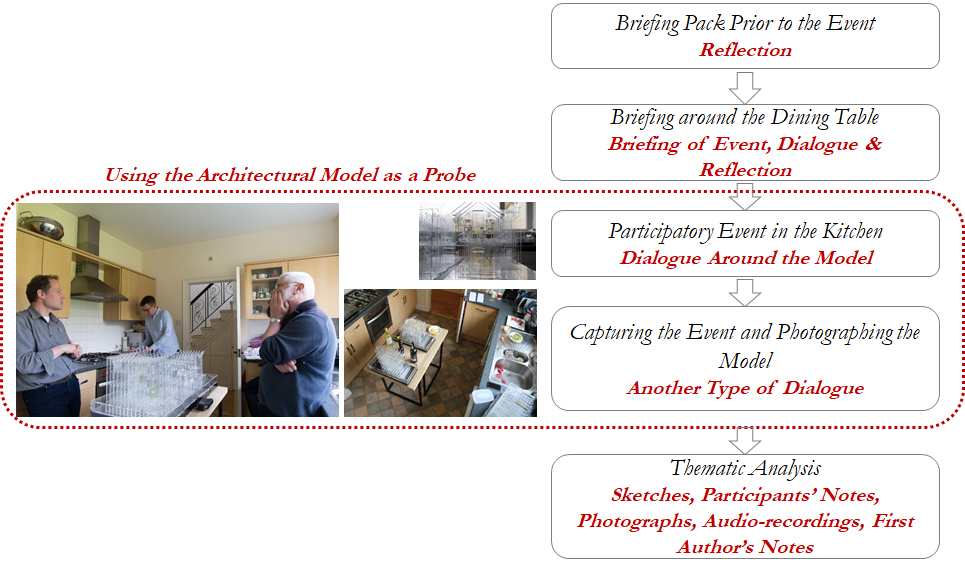 Briefing Pack Prior to the Event
Reflection
Briefing around the Dining Table
Briefing of Event, Dialogue &
Reflection
Using the Architectural Model as a Probe
Participatory Event in the Kitchen
Dialogue Around the Model
Capturing the Event and Photographing the
Model
Another Type of Dialogue
Thematic Analysis
Sketches, Participants’ Notes,
Photographs, Audio-recordings, First
Author’s Notes